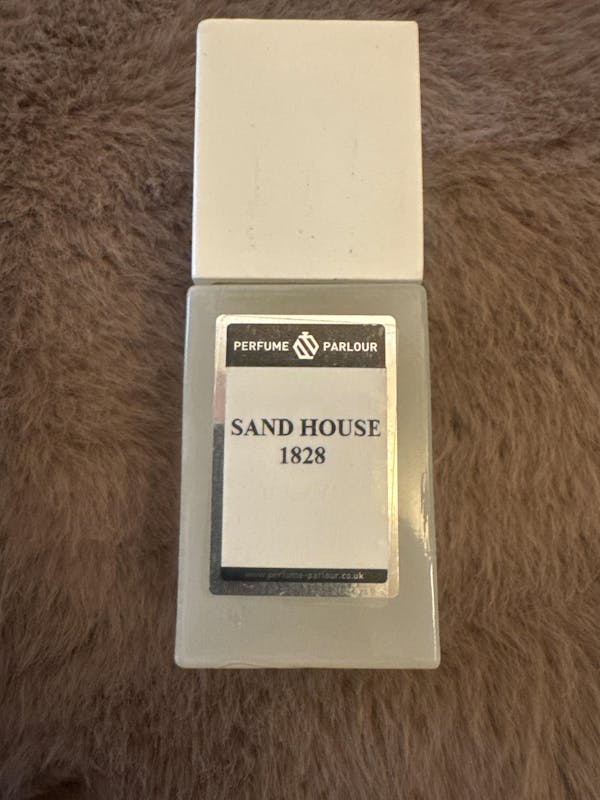 PERFUME PARLOUR
SAND HOUSE
1828
www.perfume-parlour.co.uk